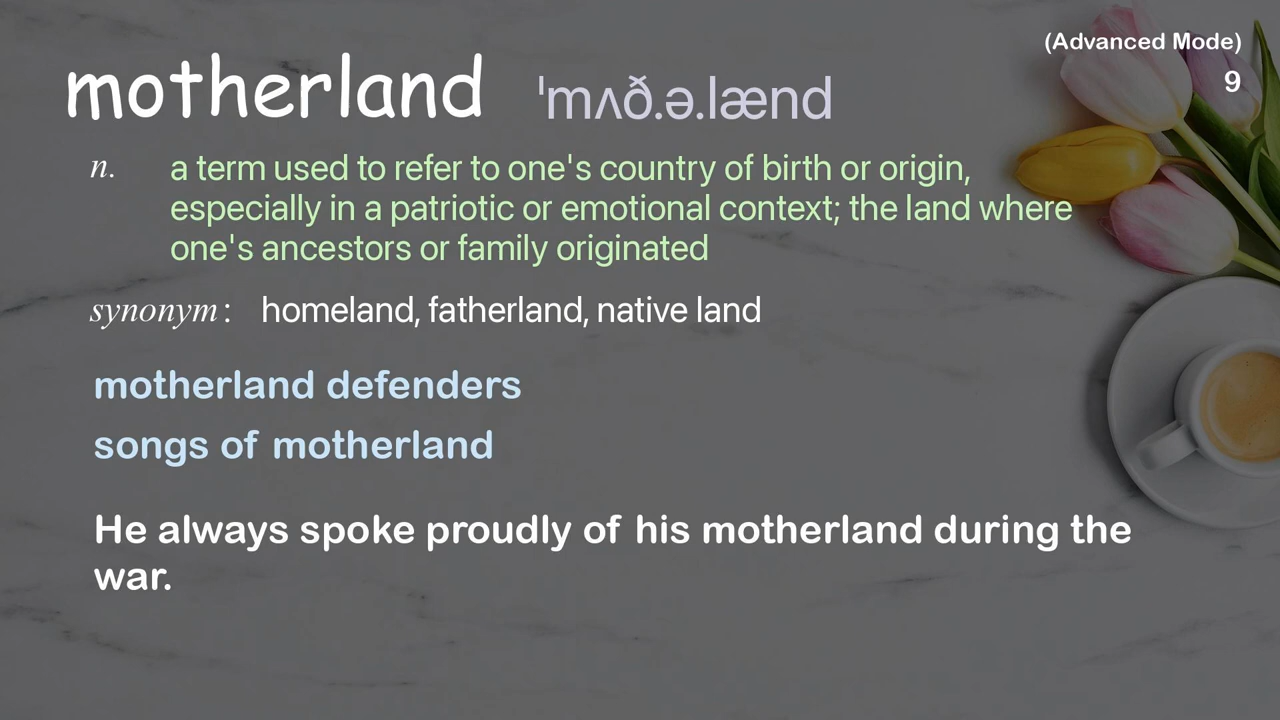 (Advanced Mode)
9
motherland ˈmʌð.ə.lænd
n. a term used to refer to one's country of birth or origin,
especially in a patriotic or emotional context; the land where
one's ancestors or family originated
synonym: homeland, fatherland, native land
motherland defenders
songs of motherland
He always spoke proudly of his motherland during the
war.